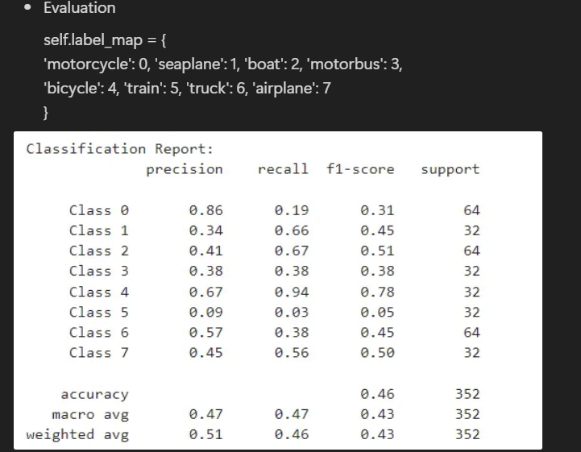 • Evaluation
self.label_map = {
'motorcycle': 0, 'seaplane': 1, 'boat': 2, 'motorbus': 3,
'bicycle': 4, 'train': 5, 'truck': 6, 'airplane': 7
}
Classification Report:
precision recall f1-score support
Class 0 0.86 0.19 0.31 64
Class 1 0.34 0.66 0.45 32
Class 2 0.41 0.67 0.51 64
Class 3 0.38 0.38 0.38 32
Class 4 0.67 0.94 0.78 32
Class 5 0.09 0.03 0.05 32
Class 6 0.57 0.38 0.45 64
Class 7 0.45 0.56 0.50 32
accuracy 0.46 352
macro avg 0.47 0.47 0.43 352
weighted avg 0.51 0.46 0.43 352